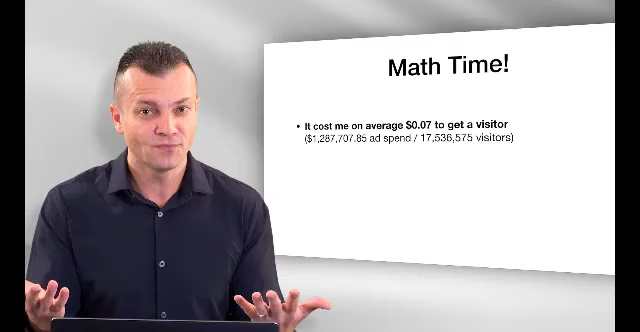 Math Time!
• It cost me on average $0.07 to get a visitor
($1,287,707.85 ad spend / 17,536,575 visitors)